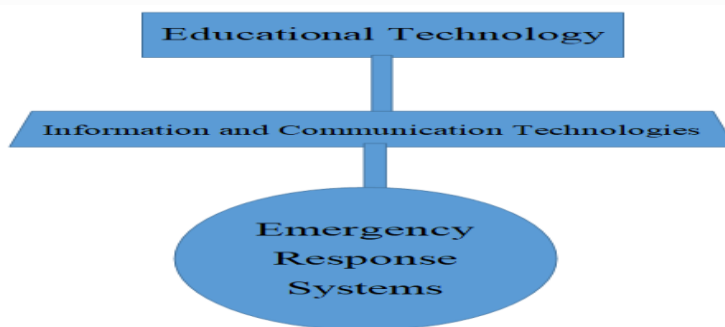 Educational Technology
Information and Communication Technologies
Emergency
Response
Systems